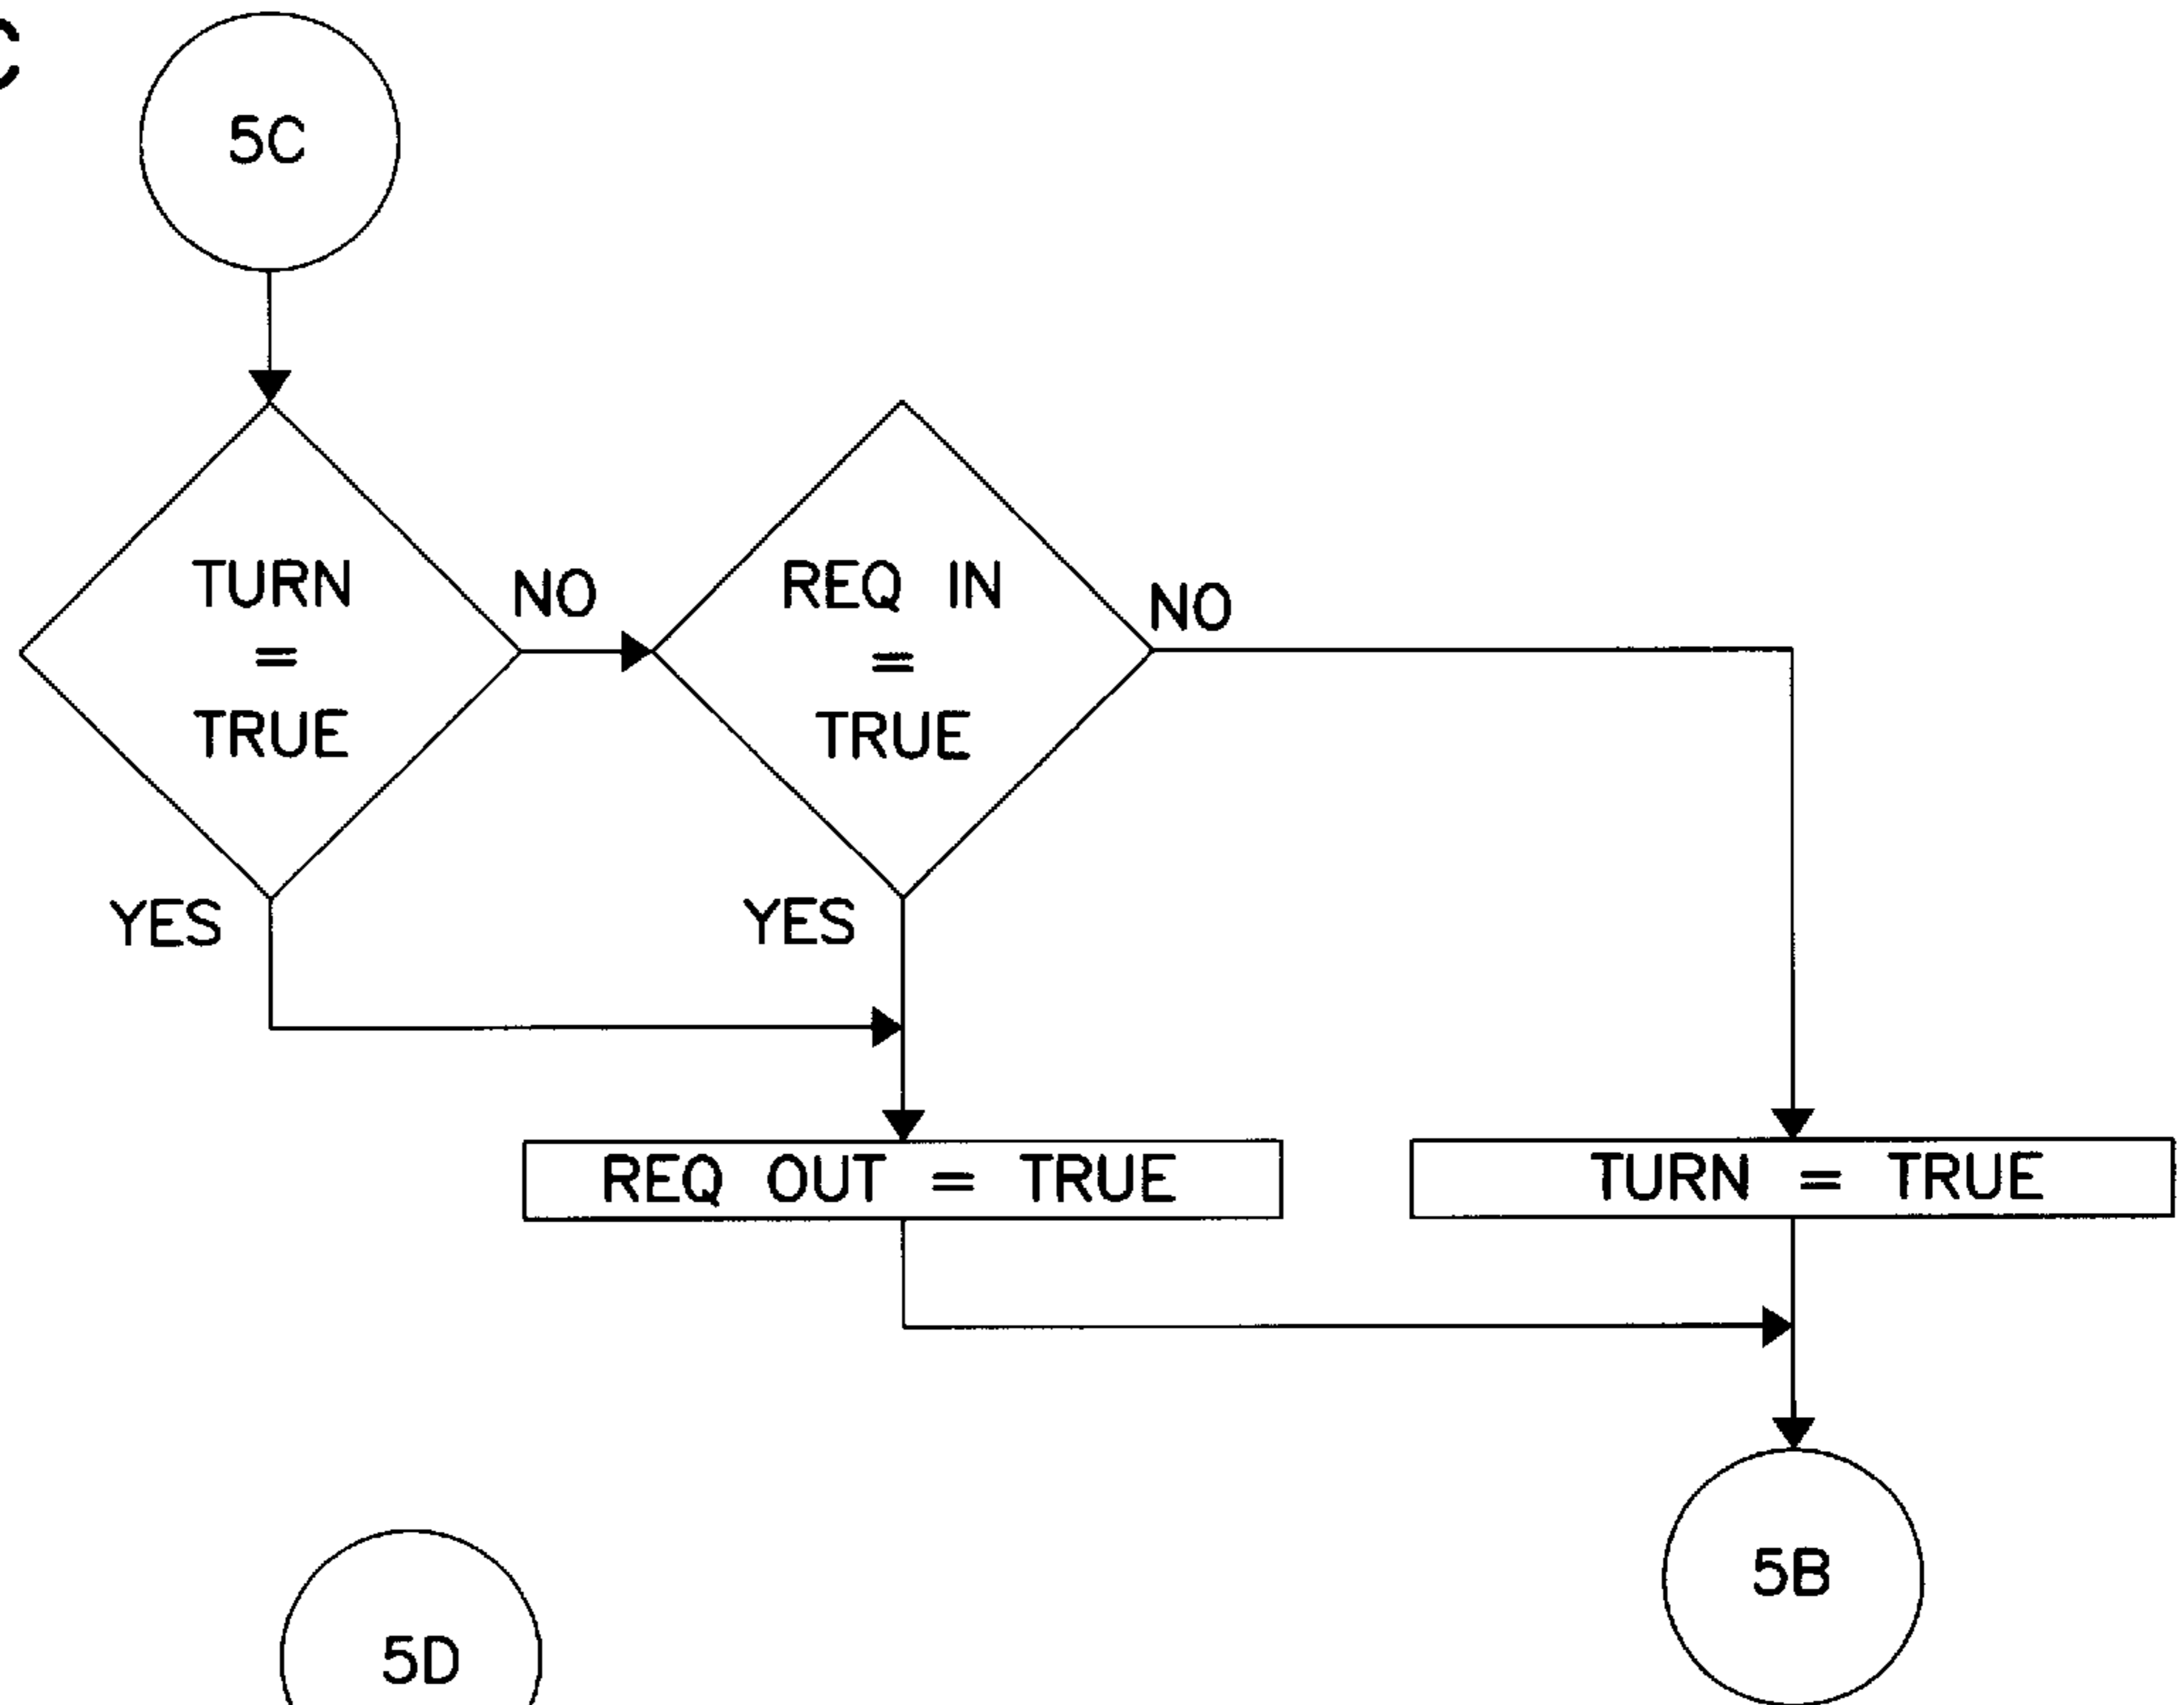 C
5C
TURN
=
TRUE
NO
REQ IN
=
TRUE
NO
YES
YES
REQ OUT = TRUE
TURN = TRUE
5B
5D